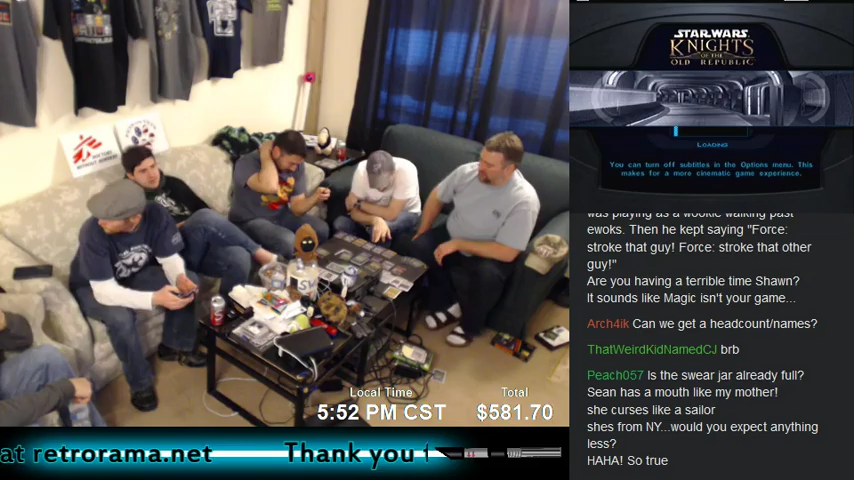 STAR WARS
KNIGHTS
OF THE
OLD REPUBLIC
LOADING
You can turn off subtitles in the Options menu. This
makes for a more cinematic game experience.
was playing as a wookie walking past
ewoks. Then he kept saying "Force:
stroke that guy! Force: stroke that other
guy!"
Are you having a terrible time Shawn?
It sounds like Magic isn't your game...
Arch4ik Can we get a headcount/names?
ThatWeirdKidNamedCJ brb
Peach057 Is the swear jar already full?
Sean has a mouth like my mother!
she curses like a sailor
shes from NY...would you expect anything
less?
HAHA! So true
Local Time
5:52 PM CST
Total
$581.70
at retrorama.net Thank you f